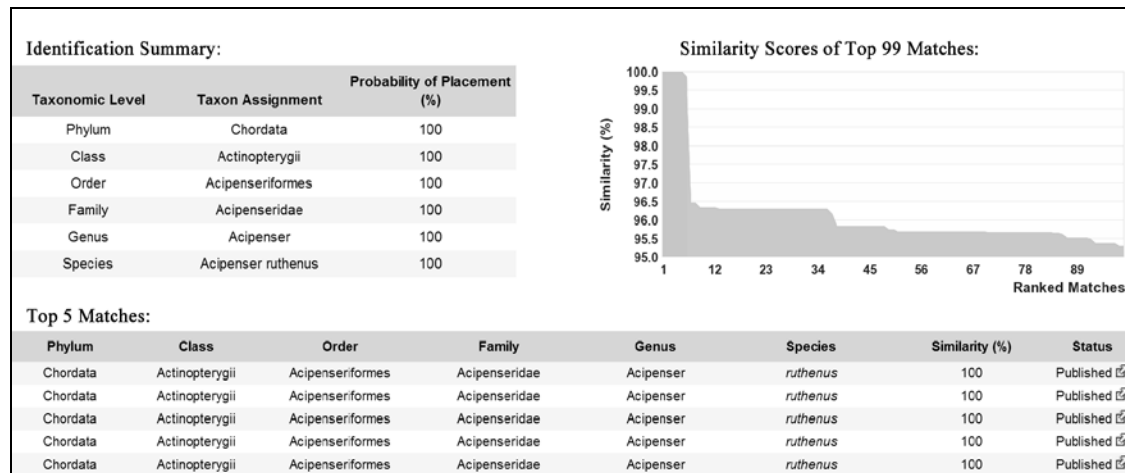 Identification Summary:
Taxonomic Level Taxon Assignment Probability of Placement (%)
Phylum Chordata 100
Class Actinopterygii 100
Order Acipenseriformes 100
Family Acipenseridae 100
Genus Acipenser 100
Species Acipenser ruthenus 100
Similarity Scores of Top 99 Matches:
Similarity (%)
100.0
99.5
99.0
98.5
98.0
97.5
97.0
96.5
96.0
95.5
95.0
1 12 23 34 45 56 67 78 89
Ranked Matches
Top 5 Matches:
Phylum Class Order Family Genus Species Similarity (%) Status
Chordata Actinopterygii Acipenseriformes Acipenseridae Acipenser ruthenus 100 Published
Chordata Actinopterygii Acipenseriformes Acipenseridae Acipenser ruthenus 100 Published
Chordata Actinopterygii Acipenseriformes Acipenseridae Acipenser ruthenus 100 Published
Chordata Actinopterygii Acipenseriformes Acipenseridae Acipenser ruthenus 100 Published
Chordata Actinopterygii Acipenseriformes Acipenseridae Acipenser ruthenus 100 Published